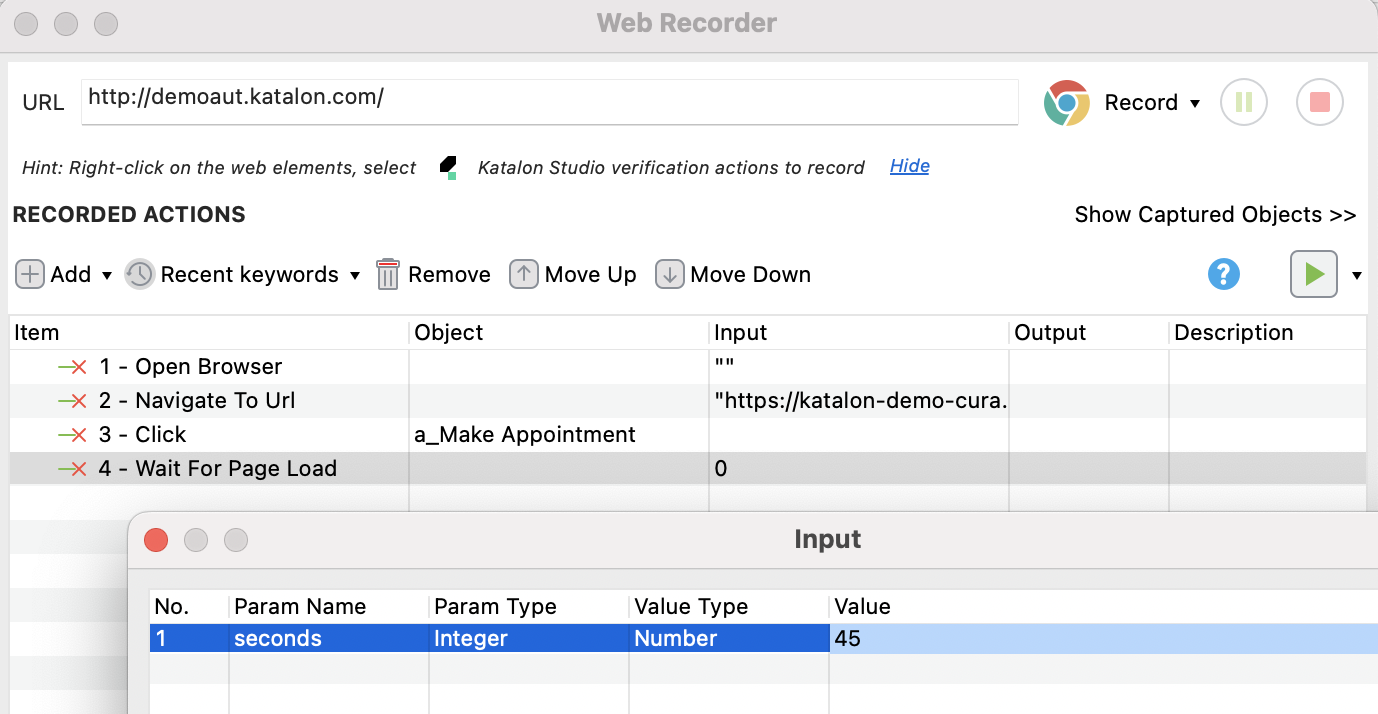 Web Recorder
URL http://demoaut.katalon.com/ Record
Hint: Right-click on the web elements, select Katalon Studio verification actions to record Hide
RECORDED ACTIONS Show Captured Objects >>
Add Recent keywords Remove Move Up Move Down ?
Item Object Input Output Description
1 - Open Browser ""
2 - Navigate To Url "https://katalon-demo-cura.
3 - Click a_Make Appointment
4 - Wait For Page Load 0
Input
No. Param Name Param Type Value Type Value
1 seconds Integer Number 45